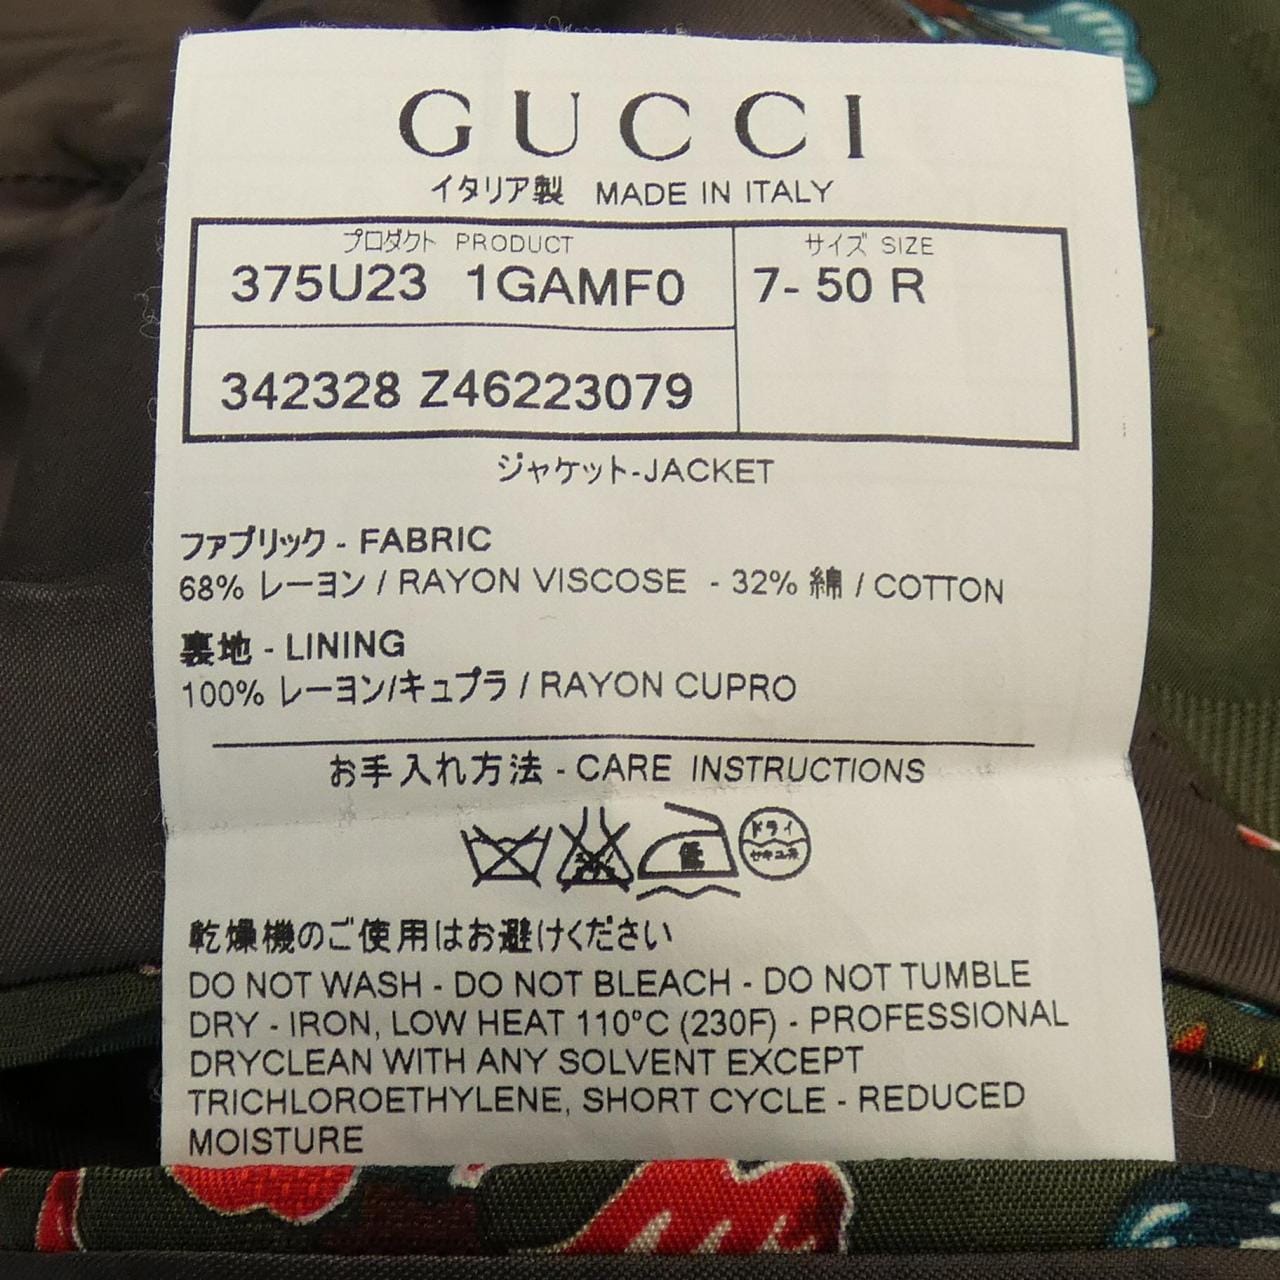 GUCCI
イタリア製 MADE IN ITALY
プロダクト PRODUCT
375U23 1GAMF0
サイズ SIZE
7- 50 R
342328 Z46223079
ジャケット-JACKET
ファブリック - FABRIC
68% レーヨン / RAYON VISCOSE - 32% 綿 / COTTON
裏地 - LINING
100% レーヨン/キュプラ / RAYON CUPRO
お手入れ方法 - CARE INSTRUCTIONS
低
ドライ
セキユ系
乾燥機のご使用はお避けください
DO NOT WASH - DO NOT BLEACH - DO NOT TUMBLE
DRY - IRON, LOW HEAT 110°C (230F) - PROFESSIONAL
DRYCLEAN WITH ANY SOLVENT EXCEPT
TRICHLOROETHYLENE, SHORT CYCLE - REDUCED
MOISTURE